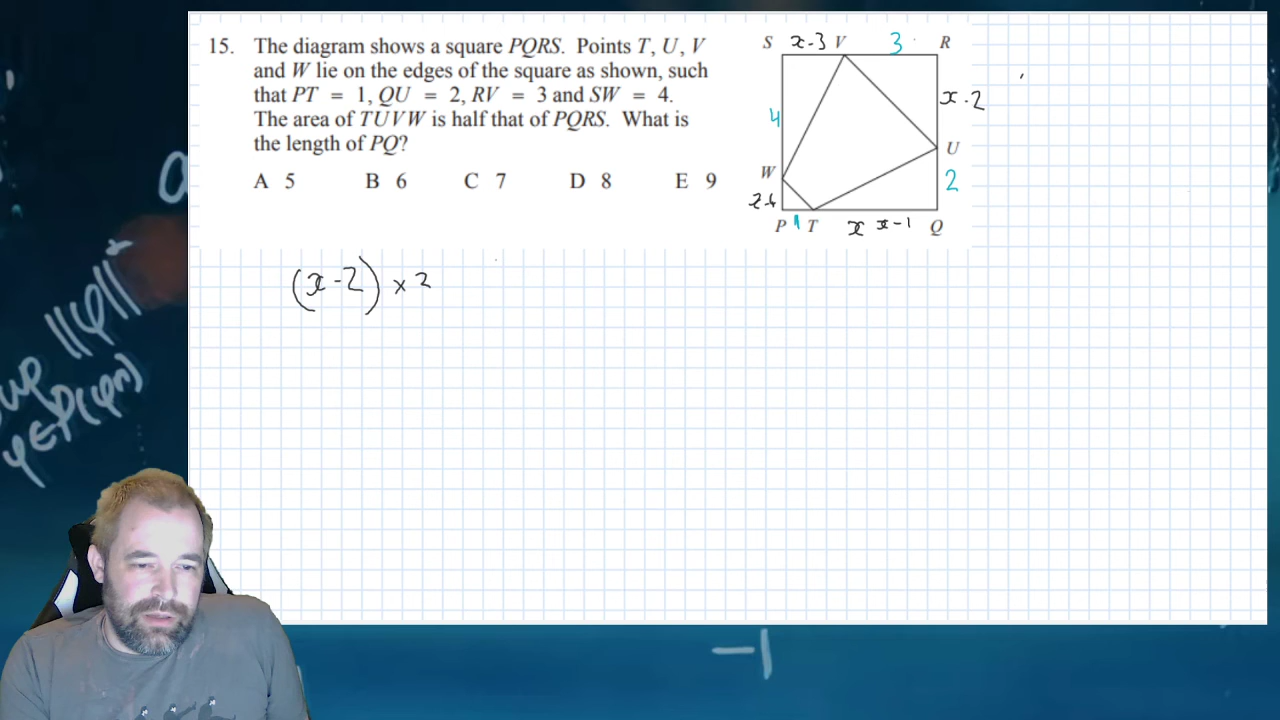 15. The diagram shows a square PQRS. Points T, U, V
and W lie on the edges of the square as shown, such
that PT = 1, QU = 2, RV = 3 and SW = 4.
The area of TUVW is half that of PQRS. What is
the length of PQ?
A 5 B 6 C 7 D 8 E 9
S x-3 V 3 R
x-2
4
U
W
2
x-4
P 1 T x x-1 Q
(x-2) x 2
||φ||
φ∈P(φn)
-1